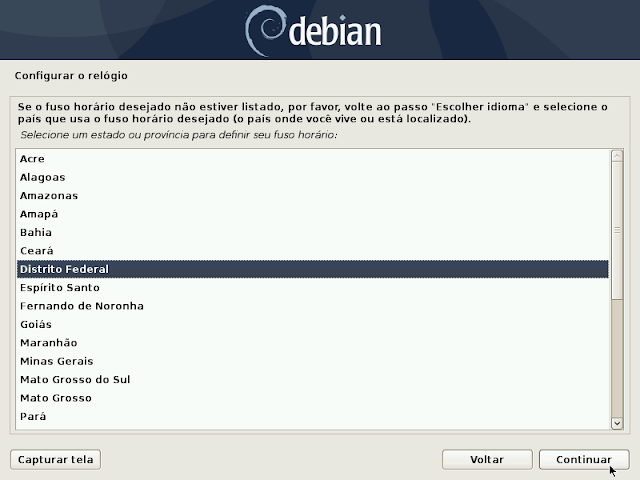 debian
Configurar o relógio
Se o fuso horário desejado não estiver listado, por favor, volte ao passo "Escolher idioma" e selecione o
país que usa o fuso horário desejado (o país onde você vive ou está localizado).
Selecione um estado ou província para definir seu fuso horário:
Acre
Alagoas
Amazonas
Amapá
Bahia
Ceará
Distrito Federal
Espírito Santo
Fernando de Noronha
Goiás
Maranhão
Minas Gerais
Mato Grosso do Sul
Mato Grosso
Pará
Capturar tela
Voltar
Continuar